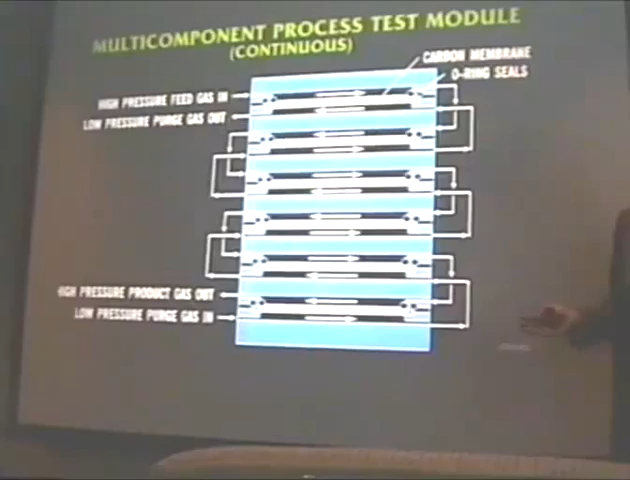 MULTICOMPONENT PROCESS TEST MODULE
(CONTINUOUS)
CARBON MEMBRANE
O-RING SEALS
HIGH PRESSURE FEED GAS IN
LOW PRESSURE PURGE GAS OUT
HIGH PRESSURE PRODUCT GAS OUT
LOW PRESSURE PURGE GAS IN